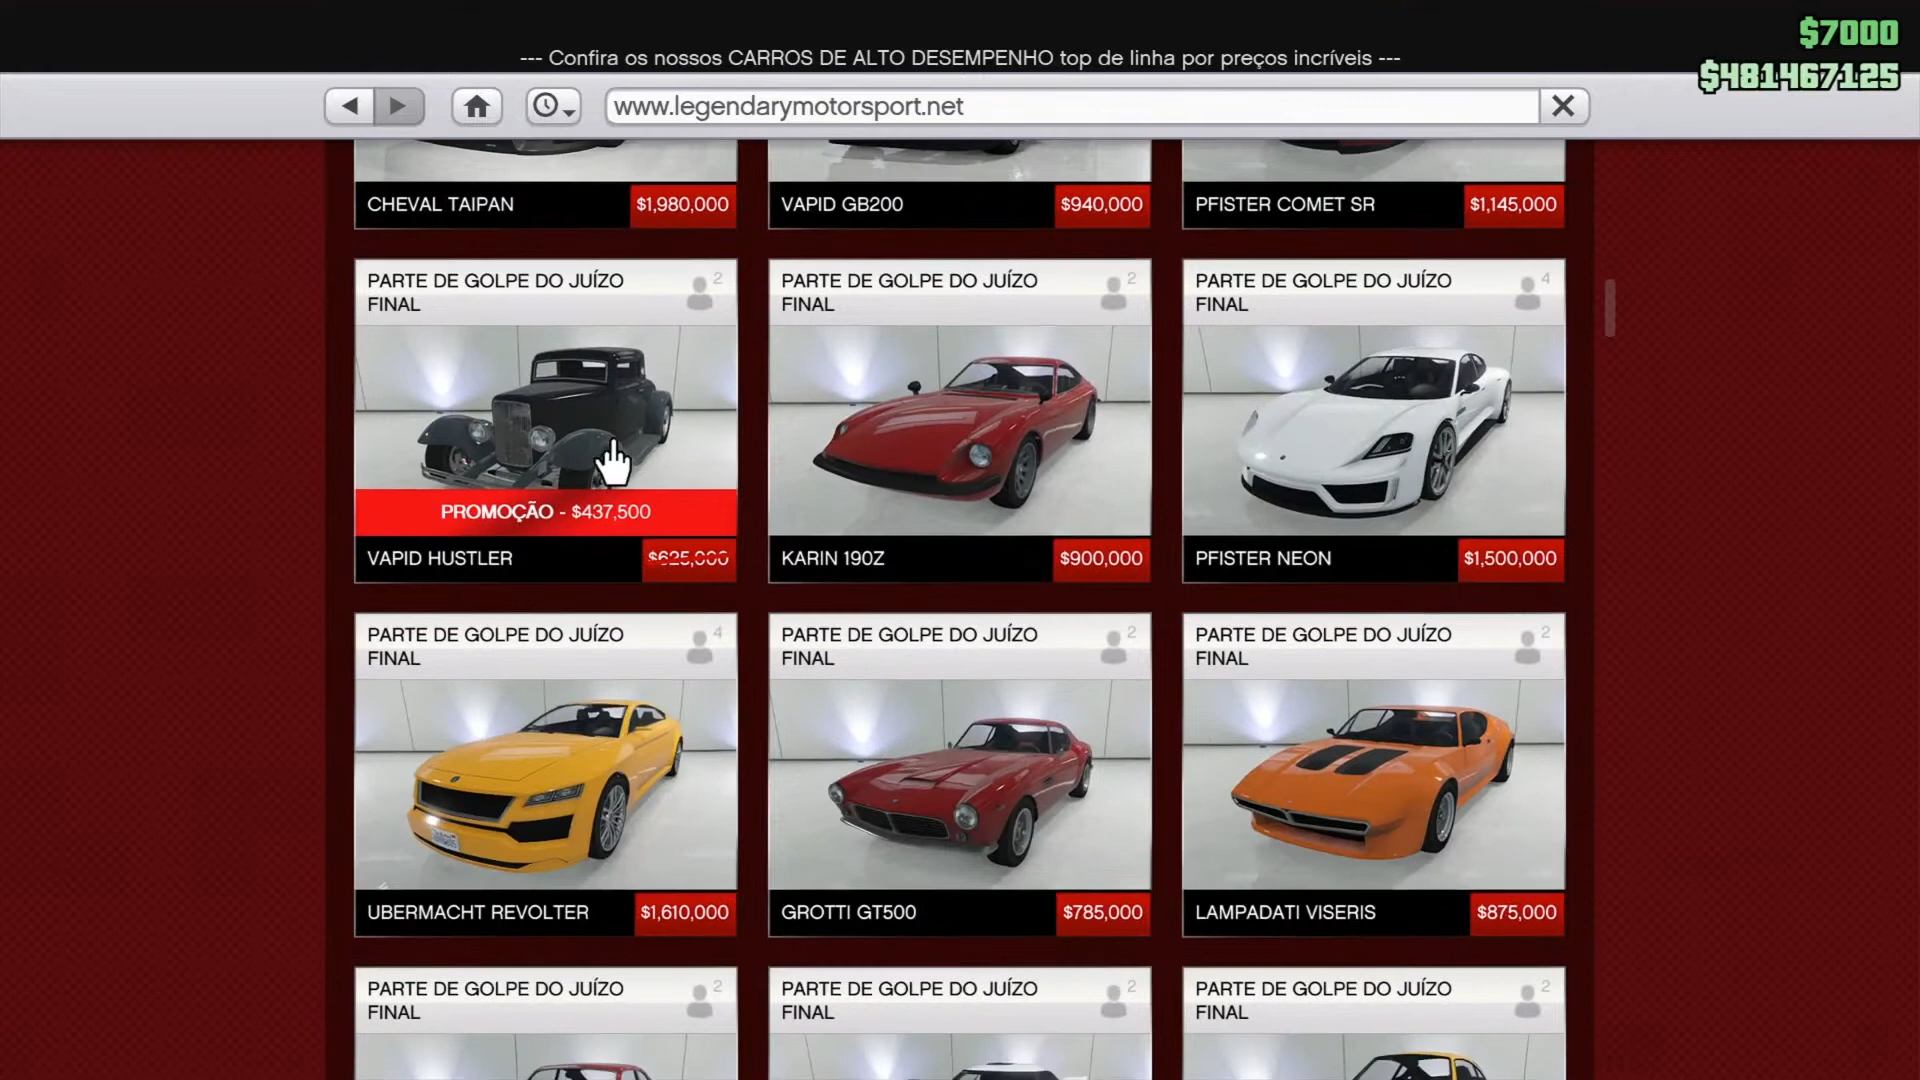 $7000
--- Confira os nossos CARROS DE ALTO DESEMPENHO top de linha por preços incríveis ---
$481467125
www.legendarymotorsport.net
CHEVAL TAIPAN $1,980,000
VAPID GB200 $940,000
PFISTER COMET SR $1,145,000
PARTE DE GOLPE DO JUÍZO
FINAL
2
PROMOÇÃO - $437,500
VAPID HUSTLER $625,000
PARTE DE GOLPE DO JUÍZO
FINAL
2
KARIN 190Z $900,000
PARTE DE GOLPE DO JUÍZO
FINAL
4
PFISTER NEON $1,500,000
PARTE DE GOLPE DO JUÍZO
FINAL
4
UBERMACHT REVOLTER $1,610,000
PARTE DE GOLPE DO JUÍZO
FINAL
2
GROTTI GT500 $785,000
PARTE DE GOLPE DO JUÍZO
FINAL
2
LAMPADATI VISERIS $875,000
PARTE DE GOLPE DO JUÍZO
FINAL
2
PARTE DE GOLPE DO JUÍZO
FINAL
2
PARTE DE GOLPE DO JUÍZO
FINAL
2